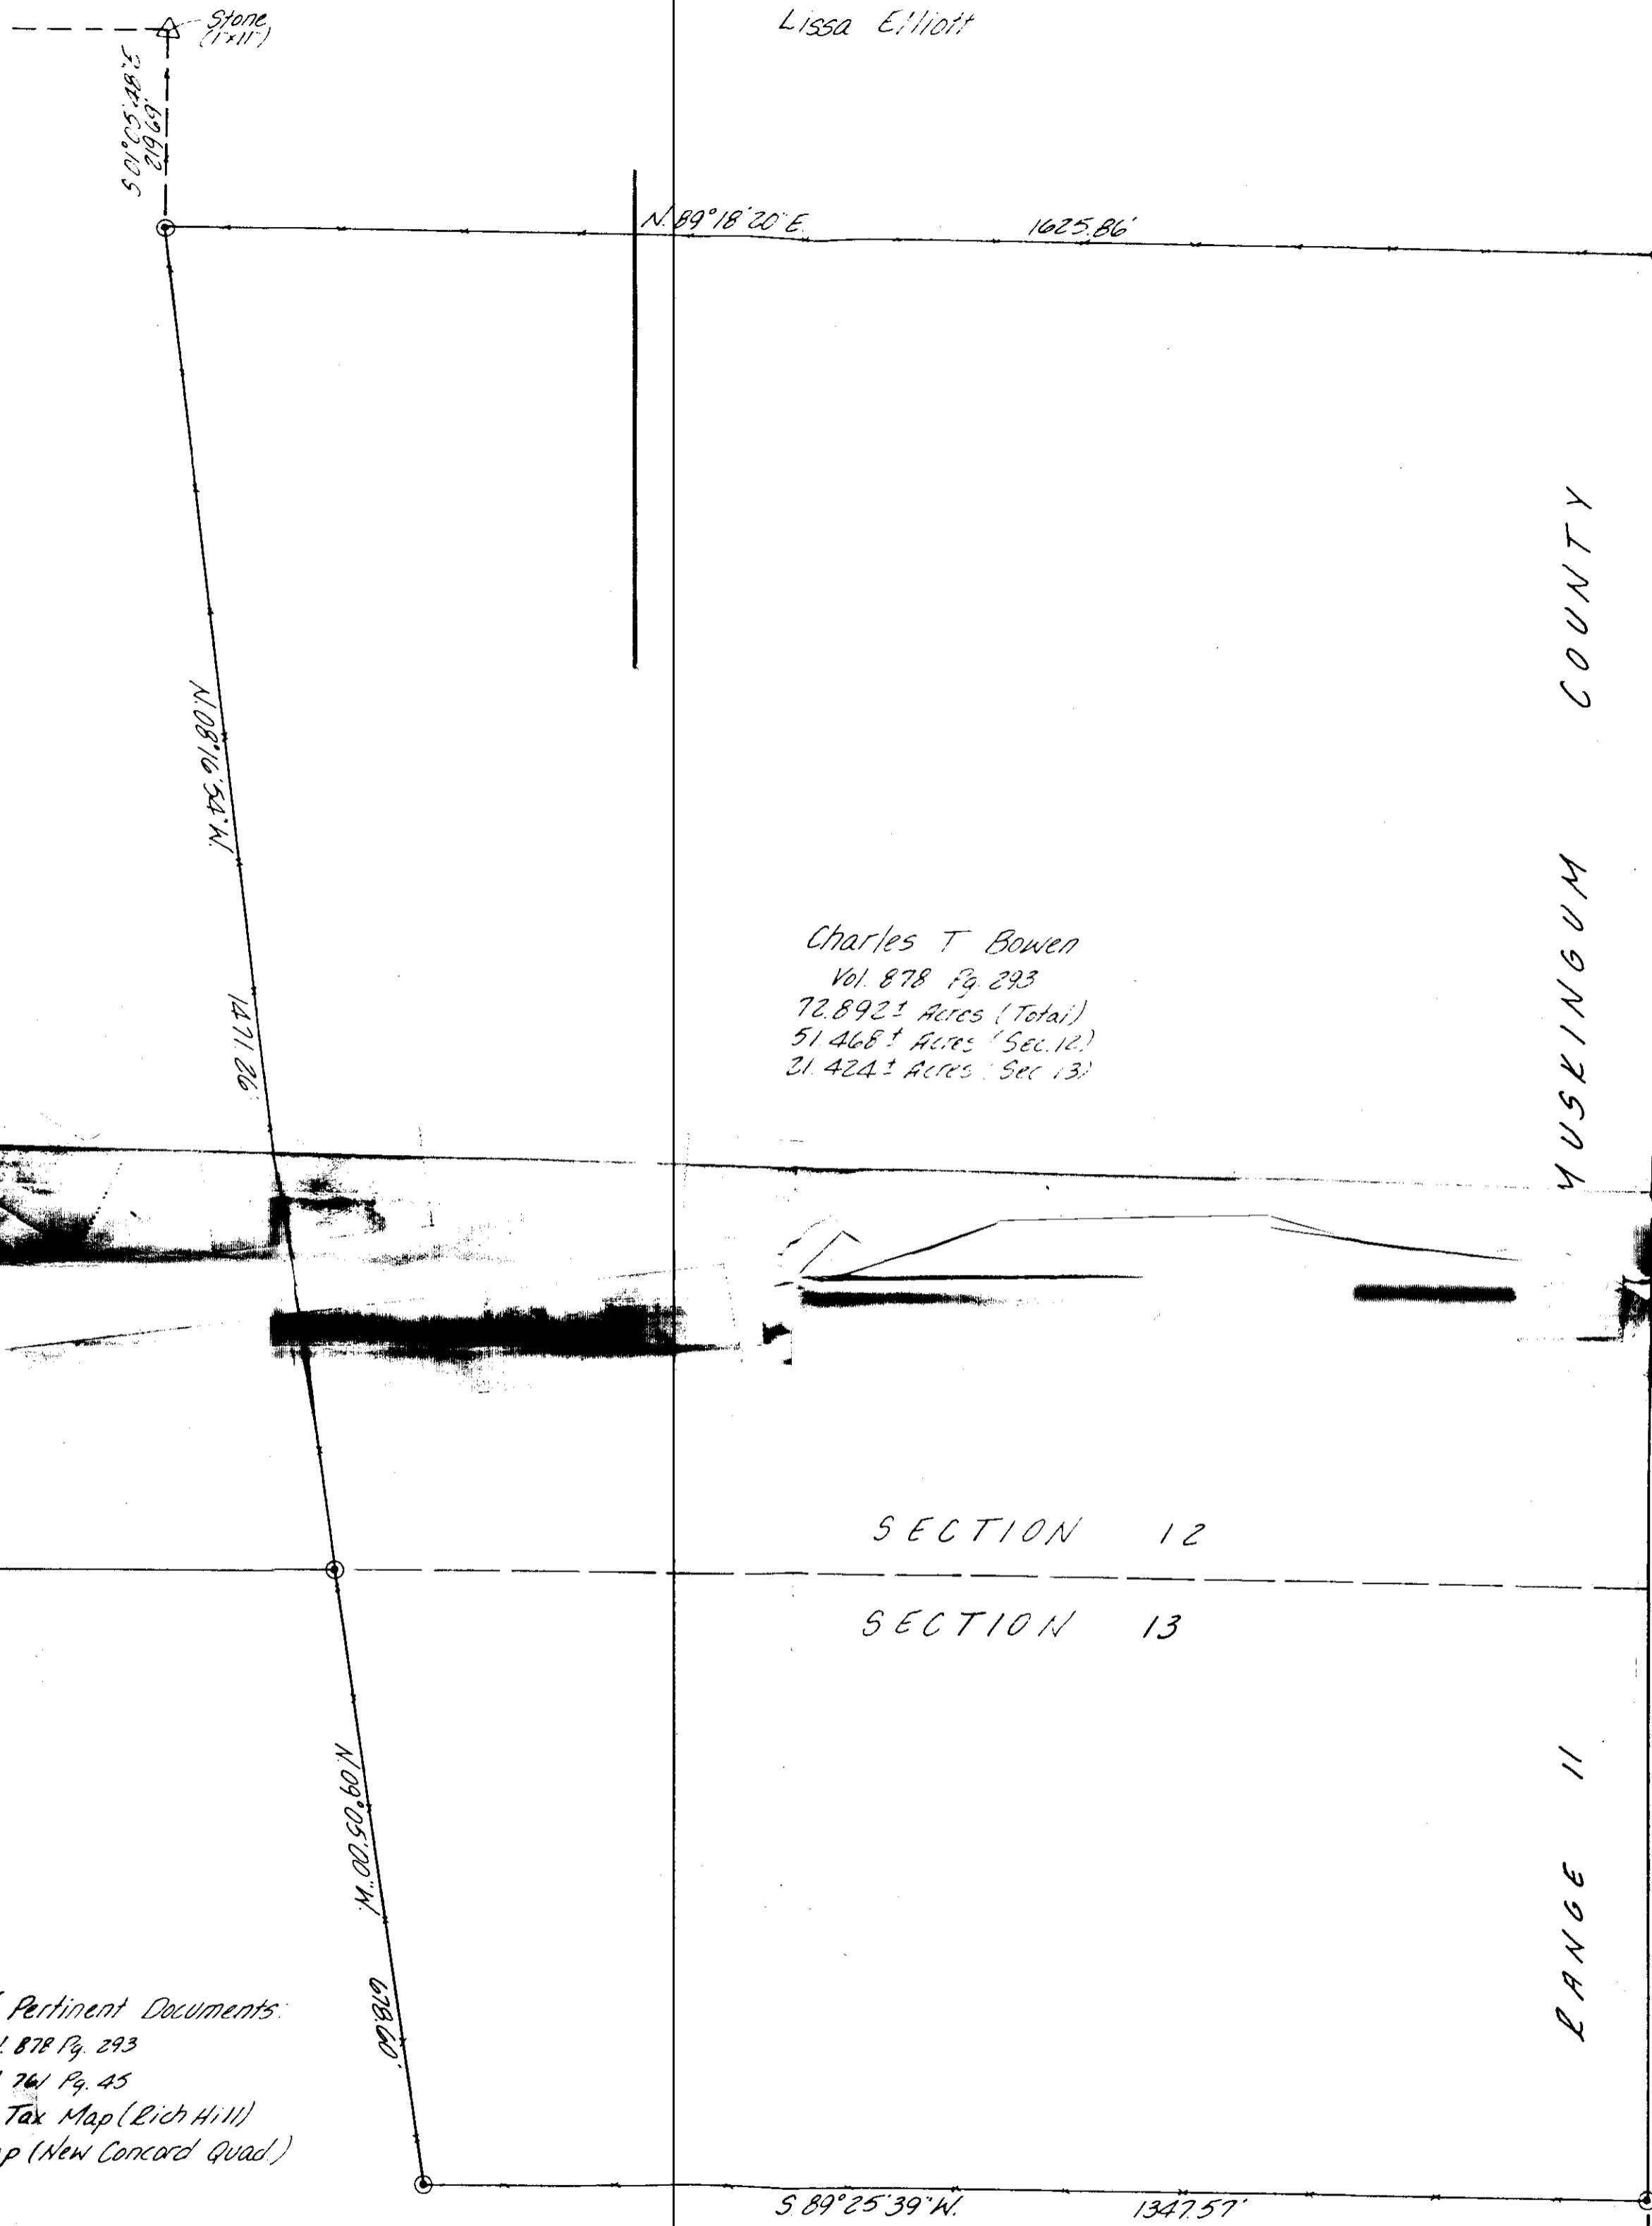 Stone
(1"x11")
Lissa Elliott
S 01° 05' 48" E
219.69'
N. 89° 18' 20" E. 1625.86'
MUSKINGUM COUNTY
N. 08° 16' 54" W. 1471.26'
Charles T Bowen
Vol. 878 Pg. 293
72.892± Acres (Total)
51.468± Acres (Sec. 12)
21.424± Acres (Sec 13)
SECTION 12
SECTION 13
N. 09° 05' 00" W. 678.60'
RANGE 11
Pertinent Documents:
878 Pg. 293
761 Pg. 45
Tax Map (Rich Hill)
p (New Concord Quad.)
S 89° 25' 39" W. 1347.57'